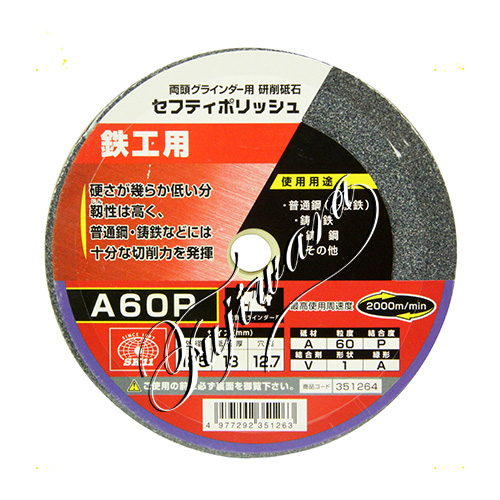 両頭グラインダー用 研削砥石
セフティポリッシュ
鉄工用
硬さが幾らか低い分
靱性は高く、
普通鋼・鋳鉄などには
十分な切削力を発揮
使用用途
・普通鋼
鉄)
・鋳 鉄
鋼
その他
A60P
Fujiwara
最高使用周速度 2000m/min
13 12.7
砥材 粒度 結合度
A 60 P
結合剤 形状 縁形
V 1 A
SINCE
SK11
ご使用の前に必ず裏面を御覧下さい。
商品コード 351264
4 977292 351263